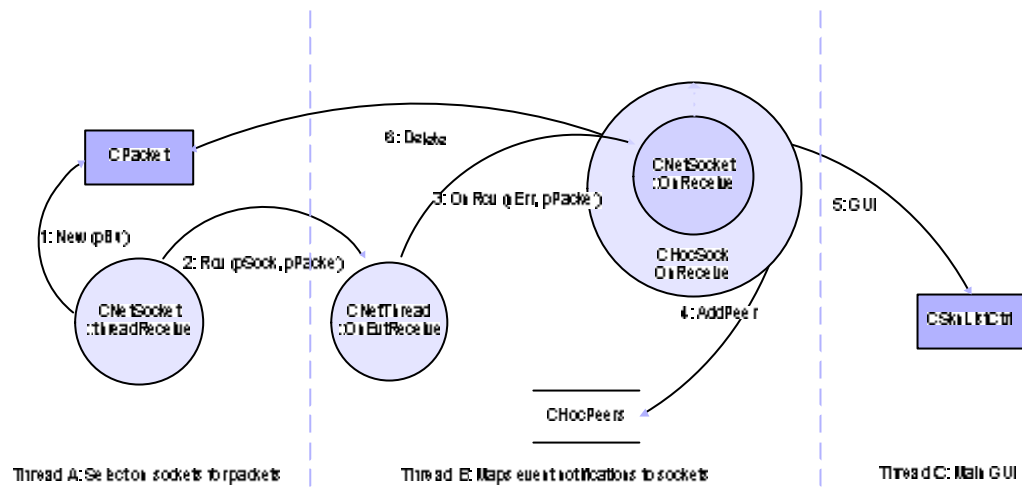 6: Delete
CPacket
CNetSocket
::OnReceive
3: OnRcv(nErr, pPacket)
5: GUI
1: New (pBuf)
2: Rcv(pSock, pPacket)
CHocSock
OnReceive
CNetSocket
::threadReceive
CNetThread
::OnEvtReceive
4: AddPeer
CSknListCtrl
CHocPeers
Thread A: Select on sockets for packets
Thread B: Maps event notifications to sockets
Thread C: Main GUI